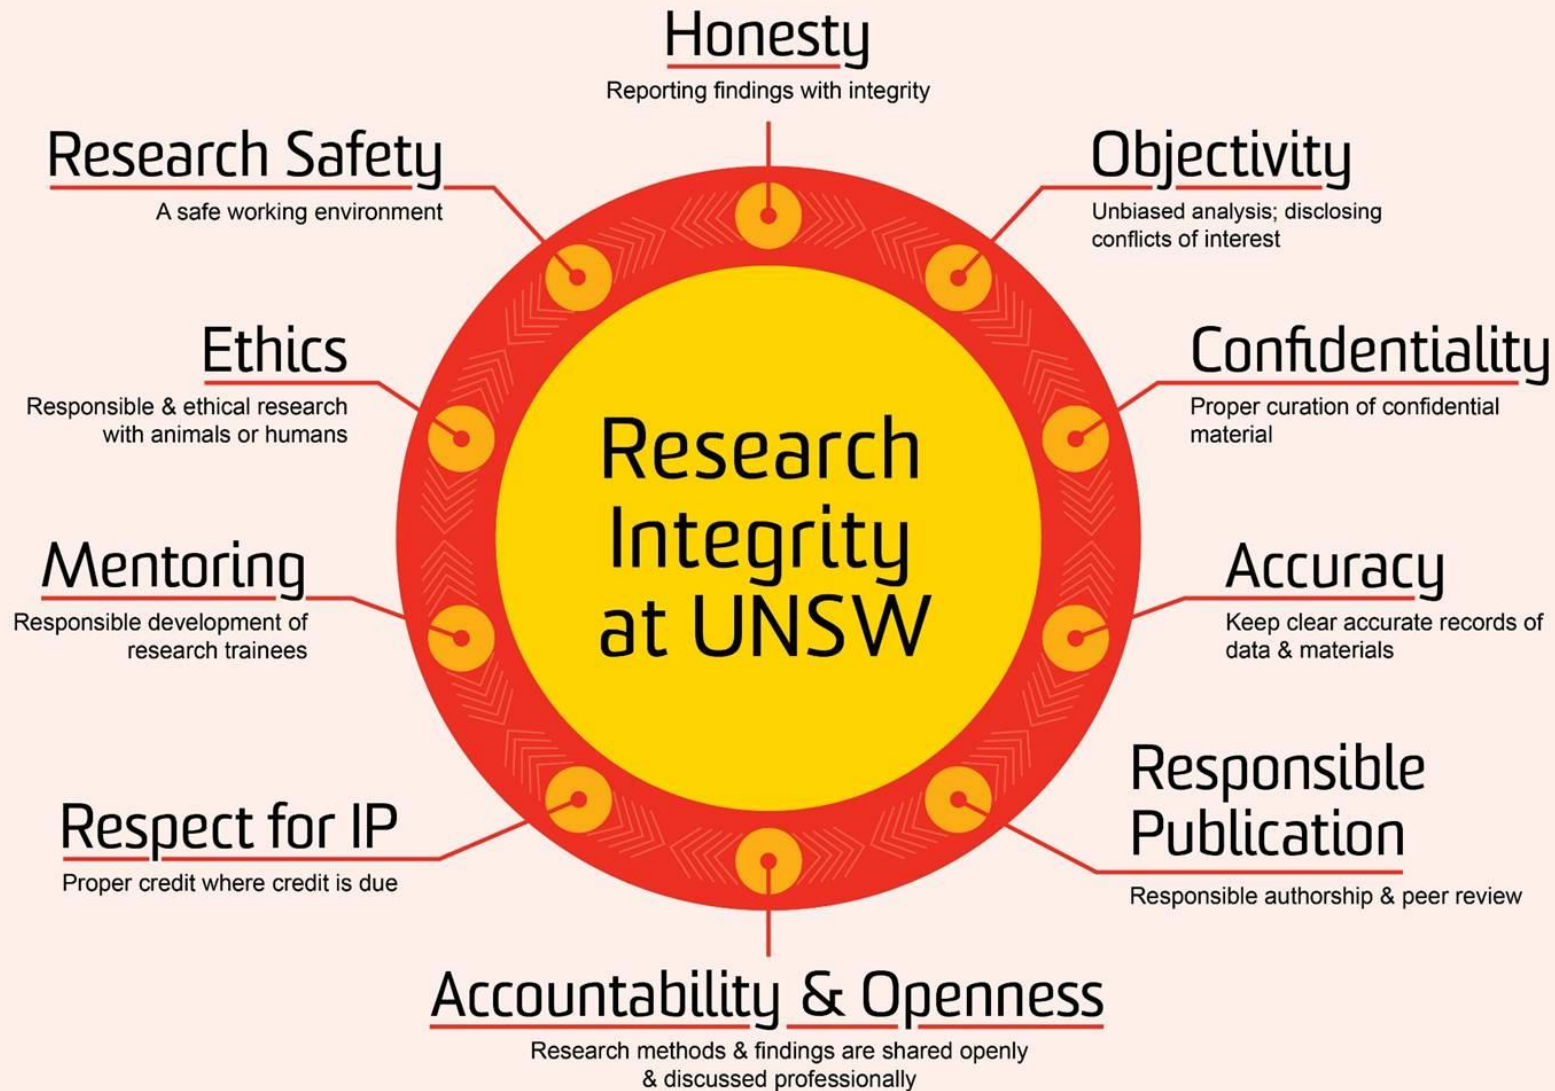 Honesty
Reporting findings with integrity
Objectivity
Unbiased analysis; disclosing
conflicts of interest
Confidentiality
Proper curation of confidential
material
Accuracy
Keep clear accurate records of
data & materials
Responsible
Publication
Responsible authorship & peer review
Accountability & Openness
Research methods & findings are shared openly
& discussed professionally
Respect for IP
Proper credit where credit is due
Mentoring
Responsible development of
research trainees
Ethics
Responsible & ethical research
with animals or humans
Research Safety
A safe working environment
Research
Integrity
at UNSW